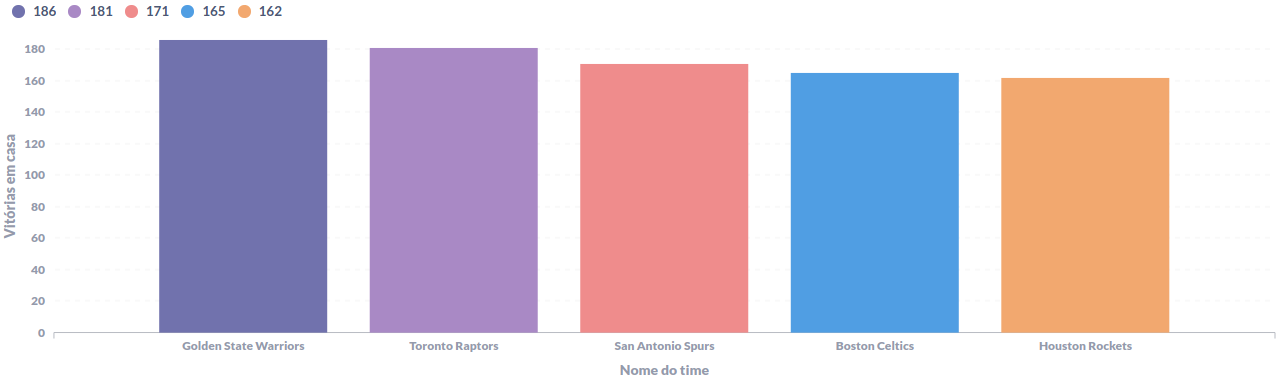 186 181 171 165 162
180
160
140
120
100
80
60
40
20
0
Vitórias em casa
Golden State Warriors Toronto Raptors San Antonio Spurs Boston Celtics Houston Rockets
Nome do time